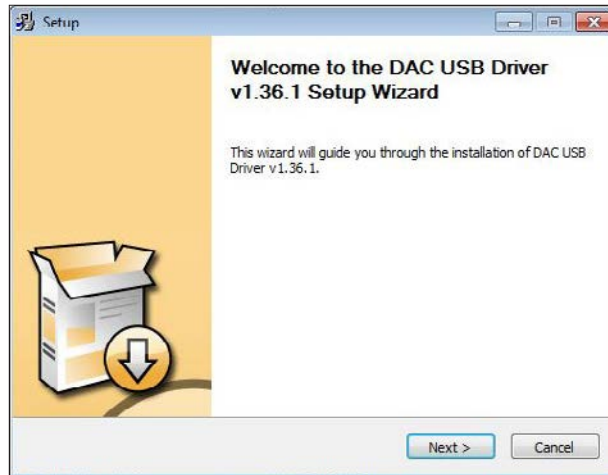 Setup
Welcome to the DAC USB Driver
v1.36.1 Setup Wizard
This wizard will guide you through the installation of DAC USB
Driver v1.36.1.
Next >
Cancel